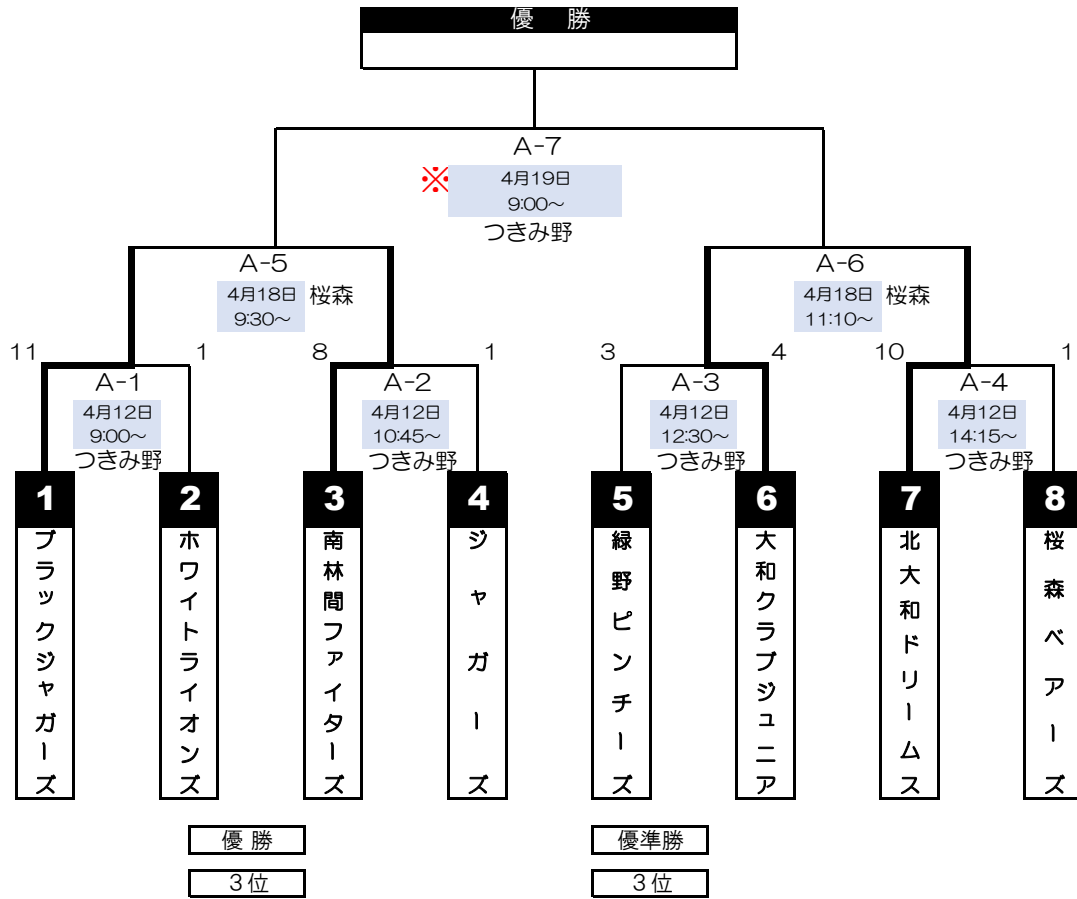 優　勝
A-7
※
4月19日
9:00～
つきみ野
A-5
4月18日 桜森
9:30～
A-6
4月18日 桜森
11:10～
11 1 8 1 3 4 10 1
A-1
4月12日
9:00～
つきみ野
A-2
4月12日
10:45～
つきみ野
A-3
4月12日
12:30～
つきみ野
A-4
4月12日
14:15～
つきみ野
1
ブラックジャガーズ
2
ホワイトライオンズ
3
南林間ファイターズ
4
ジャガーズ
5
緑野ピンチーズ
6
大和クラブジュニア
7
北大和ドリームス
8
桜森ベアーズ
優 勝
優準勝
３位
３位